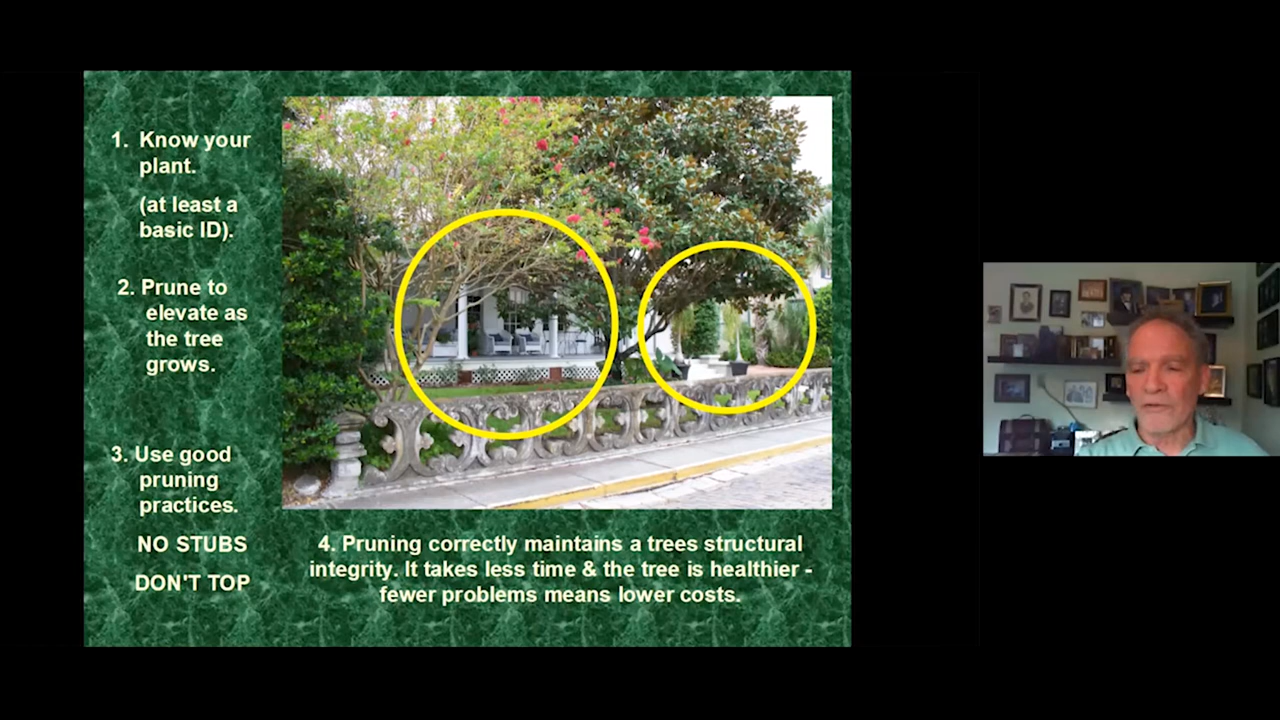 1. Know your
plant.
(at least a
basic ID).
2. Prune to
elevate as
the tree
grows.
3. Use good
pruning
practices.
NO STUBS
DON'T TOP
4. Pruning correctly maintains a trees structural
integrity. It takes less time & the tree is healthier -
fewer problems means lower costs.